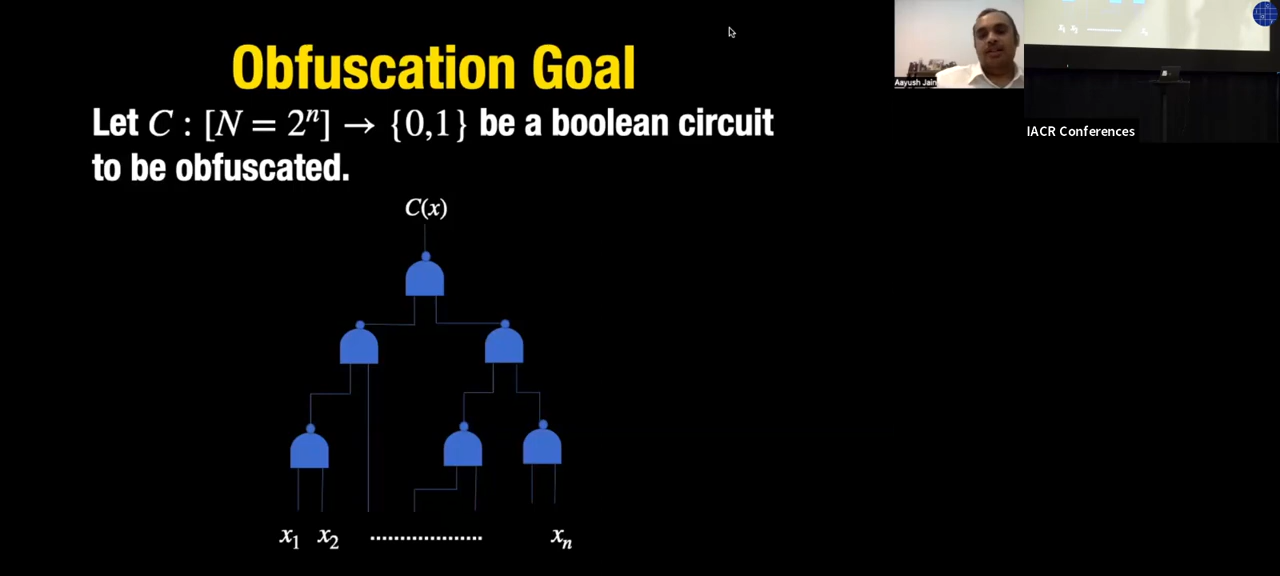 Obfuscation Goal
Let C : [N = 2ⁿ] → {0,1} be a boolean circuit
to be obfuscated.
C(x)
x₁ x₂ ................... xₙ
Aayush Jain
IACR Conferences